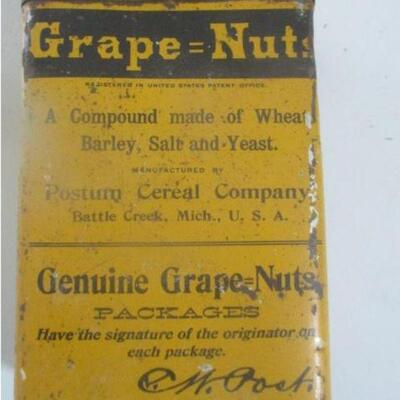 Grape=Nuts
REGISTERED IN UNITED STATES PATENT OFFICE.
A Compound made of Wheat
Barley, Salt and Yeast.
MANUFACTURED BY
Postum Cereal Company
Battle Creek, Mich., U. S. A.
Genuine Grape=Nuts
PACKAGES
Have the signature of the originator on
each package.
C. W. Post